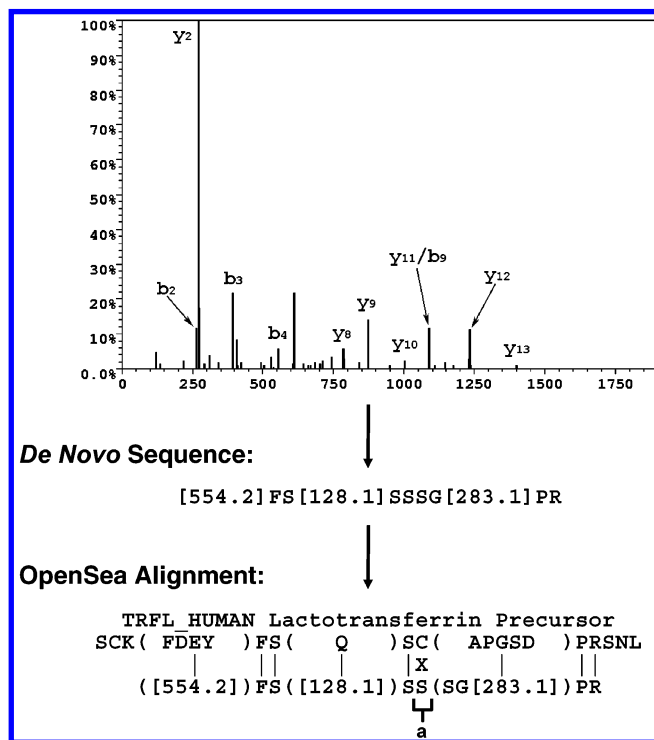 100%
90%
80%
70%
60%
50%
40%
30%
20%
10%
0.0%
y2
b2
b3
b4
y8
y9
y10
y11/b9
y12
y13
0 250 500 750 1000 1250 1500 1750
De Novo Sequence:
[554.2]FS[128.1]SSSG[283.1]PR
OpenSea Alignment:
TRFL_HUMAN Lactotransferrin Precursor
SCK( FDEY )FS( Q )SC( APGSD )PRSNL
| || | |X | ||
([554.2])FS([128.1])SS(SG[283.1])PR
a